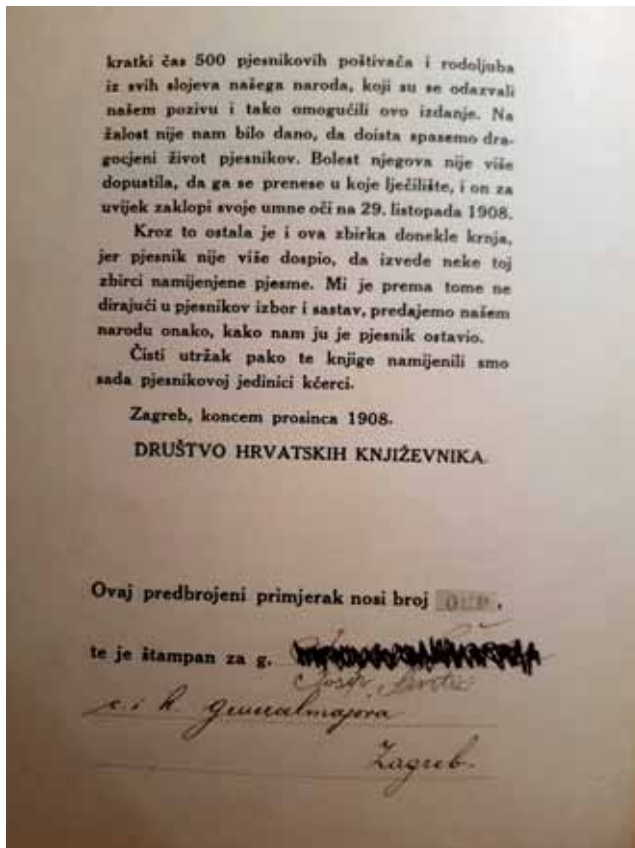 kratki čas 500 pjesnikovih poštivača i rodoljuba
iz svih slojeva našega naroda, koji su se odazvali
našem pozivu i tako omogućili ovo izdanje. Na
žalost nije nam bilo dano, da doista spasemo dra-
gocjeni život pjesnikov. Bolest njegova nije više
dopustila, da ga se prenese u koje lječilište, i on za
uvijek zaklopi svoje umne oči na 29. listopada 1908.
Kroz to ostala je i ova zbirka donekle krnja,
jer pjesnik nije više dospio, da izvede neke toj
zbirci namijenjene pjesme. Mi je prema tome ne
dirajući u pjesnikov izbor i sastav, predajemo našem
narodu onako, kako nam ju je pjesnik ostavio.
Čisti utržak pako te knjige namijenili smo
sada pjesnikovoj jedinici kćerci.
Zagreb, koncem prosinca 1908.
DRUŠTVO HRVATSKIH KNJIŽEVNIKA.
Ovaj predbrojeni primjerak nosi broj
te je štampan za g.
c. i k. generalmajora
Zagreb.